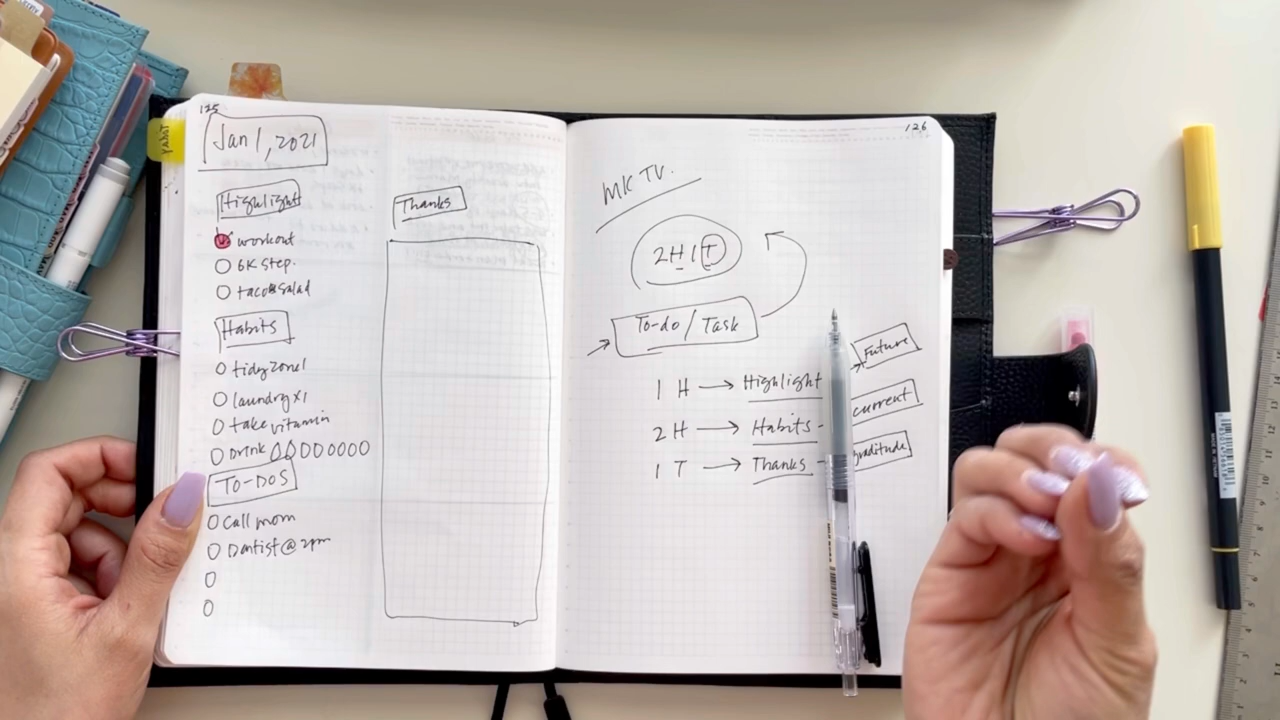 125
Jan 1, 2021
Highlight
workout
6K step.
taco salad
Habits
tidy zone 1
laundry x1
take vitamin
Drink
TO-DOS
Call mom
Dentist @ 2pm
Thanks
126
MK TV.
2H1T
To-do / Task
1 H → Highlight
Future
2 H → Habits -
current
1 T → Thanks -
graditude